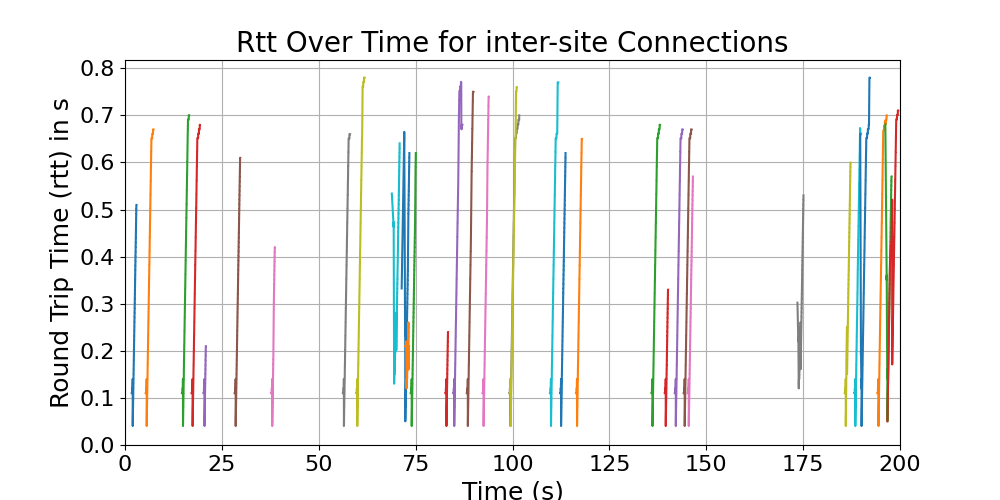 Rtt Over Time for inter-site Connections
Round Trip Time (rtt) in s
0.8
0.7
0.6
0.5
0.4
0.3
0.2
0.1
0.0
0 25 50 75 100 125 150 175 200
Time (s)